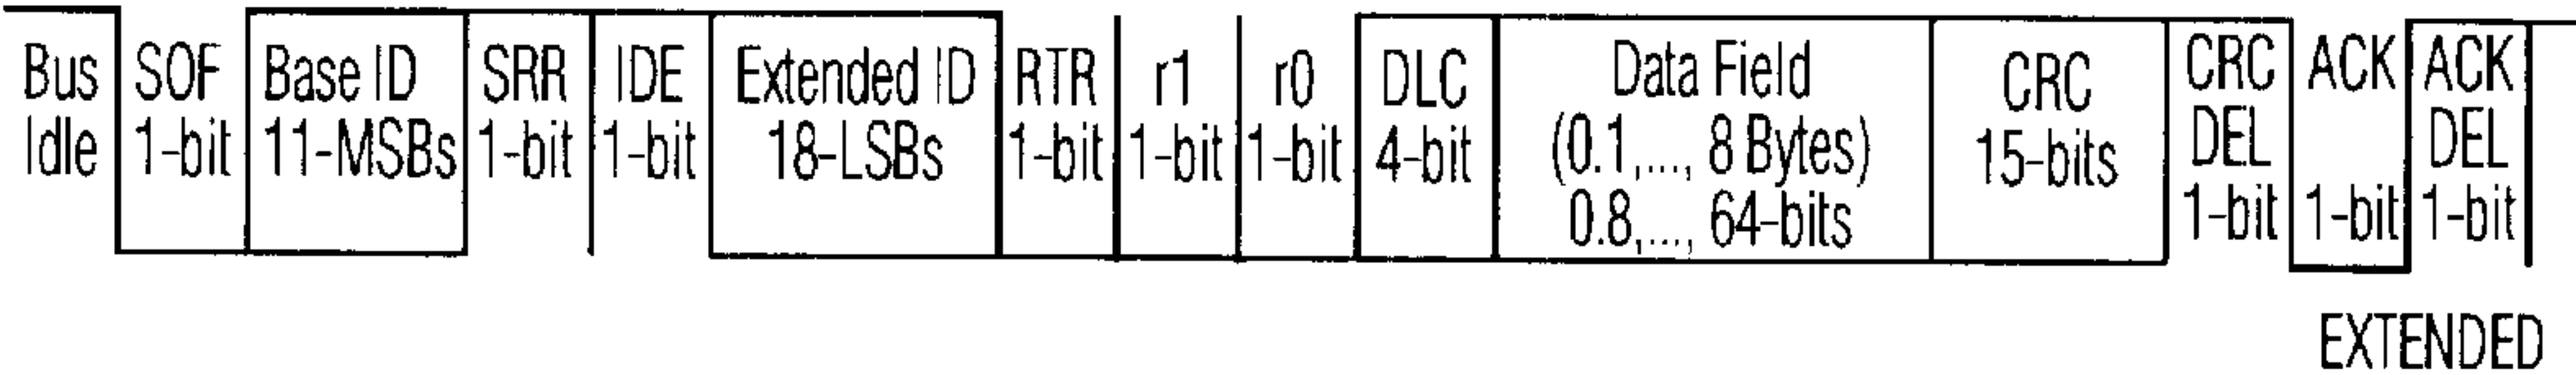 Bus Idle
SOF 1-bit
Base ID 11-MSBs
SRR 1-bit
IDE 1-bit
Extended ID 18-LSBs
RTR 1-bit
r1 1-bit
r0 1-bit
DLC 4-bit
Data Field (0.1,..., 8 Bytes) 0.8,..., 64-bits
CRC 15-bits
CRC DEL 1-bit
ACK 1-bit
ACK DEL 1-bit
EXTENDED